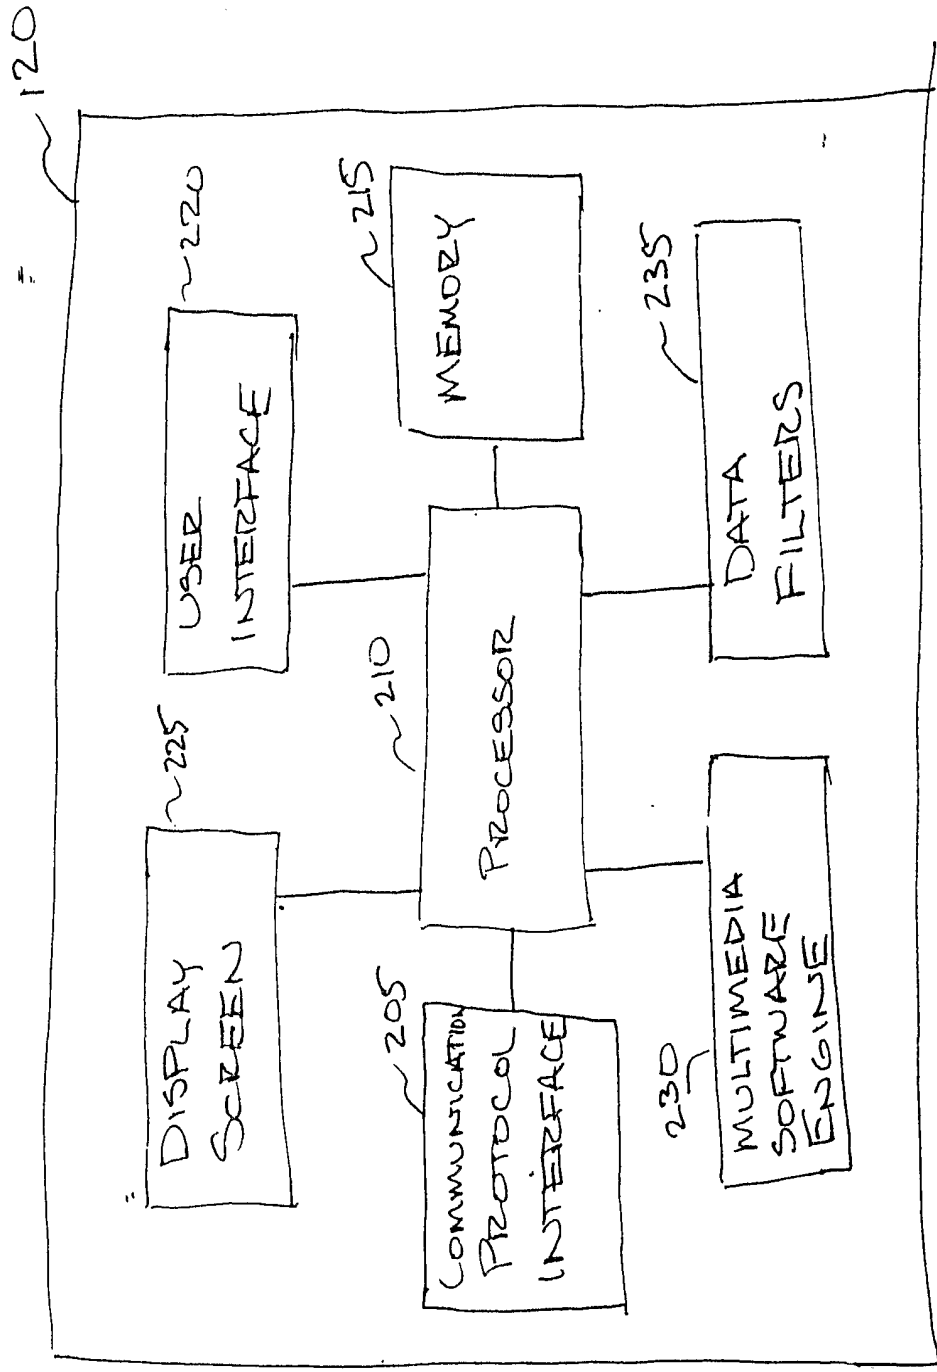 120
DISPLAY
SCREEN
225
USER
INTERFACE
220
COMMUNICATION
PROTOCOL
INTERFACE
205
PROCESSOR
210
MEMORY
215
230
MULTIMEDIA
SOFTWARE
ENGINE
DATA
FILTERS
235